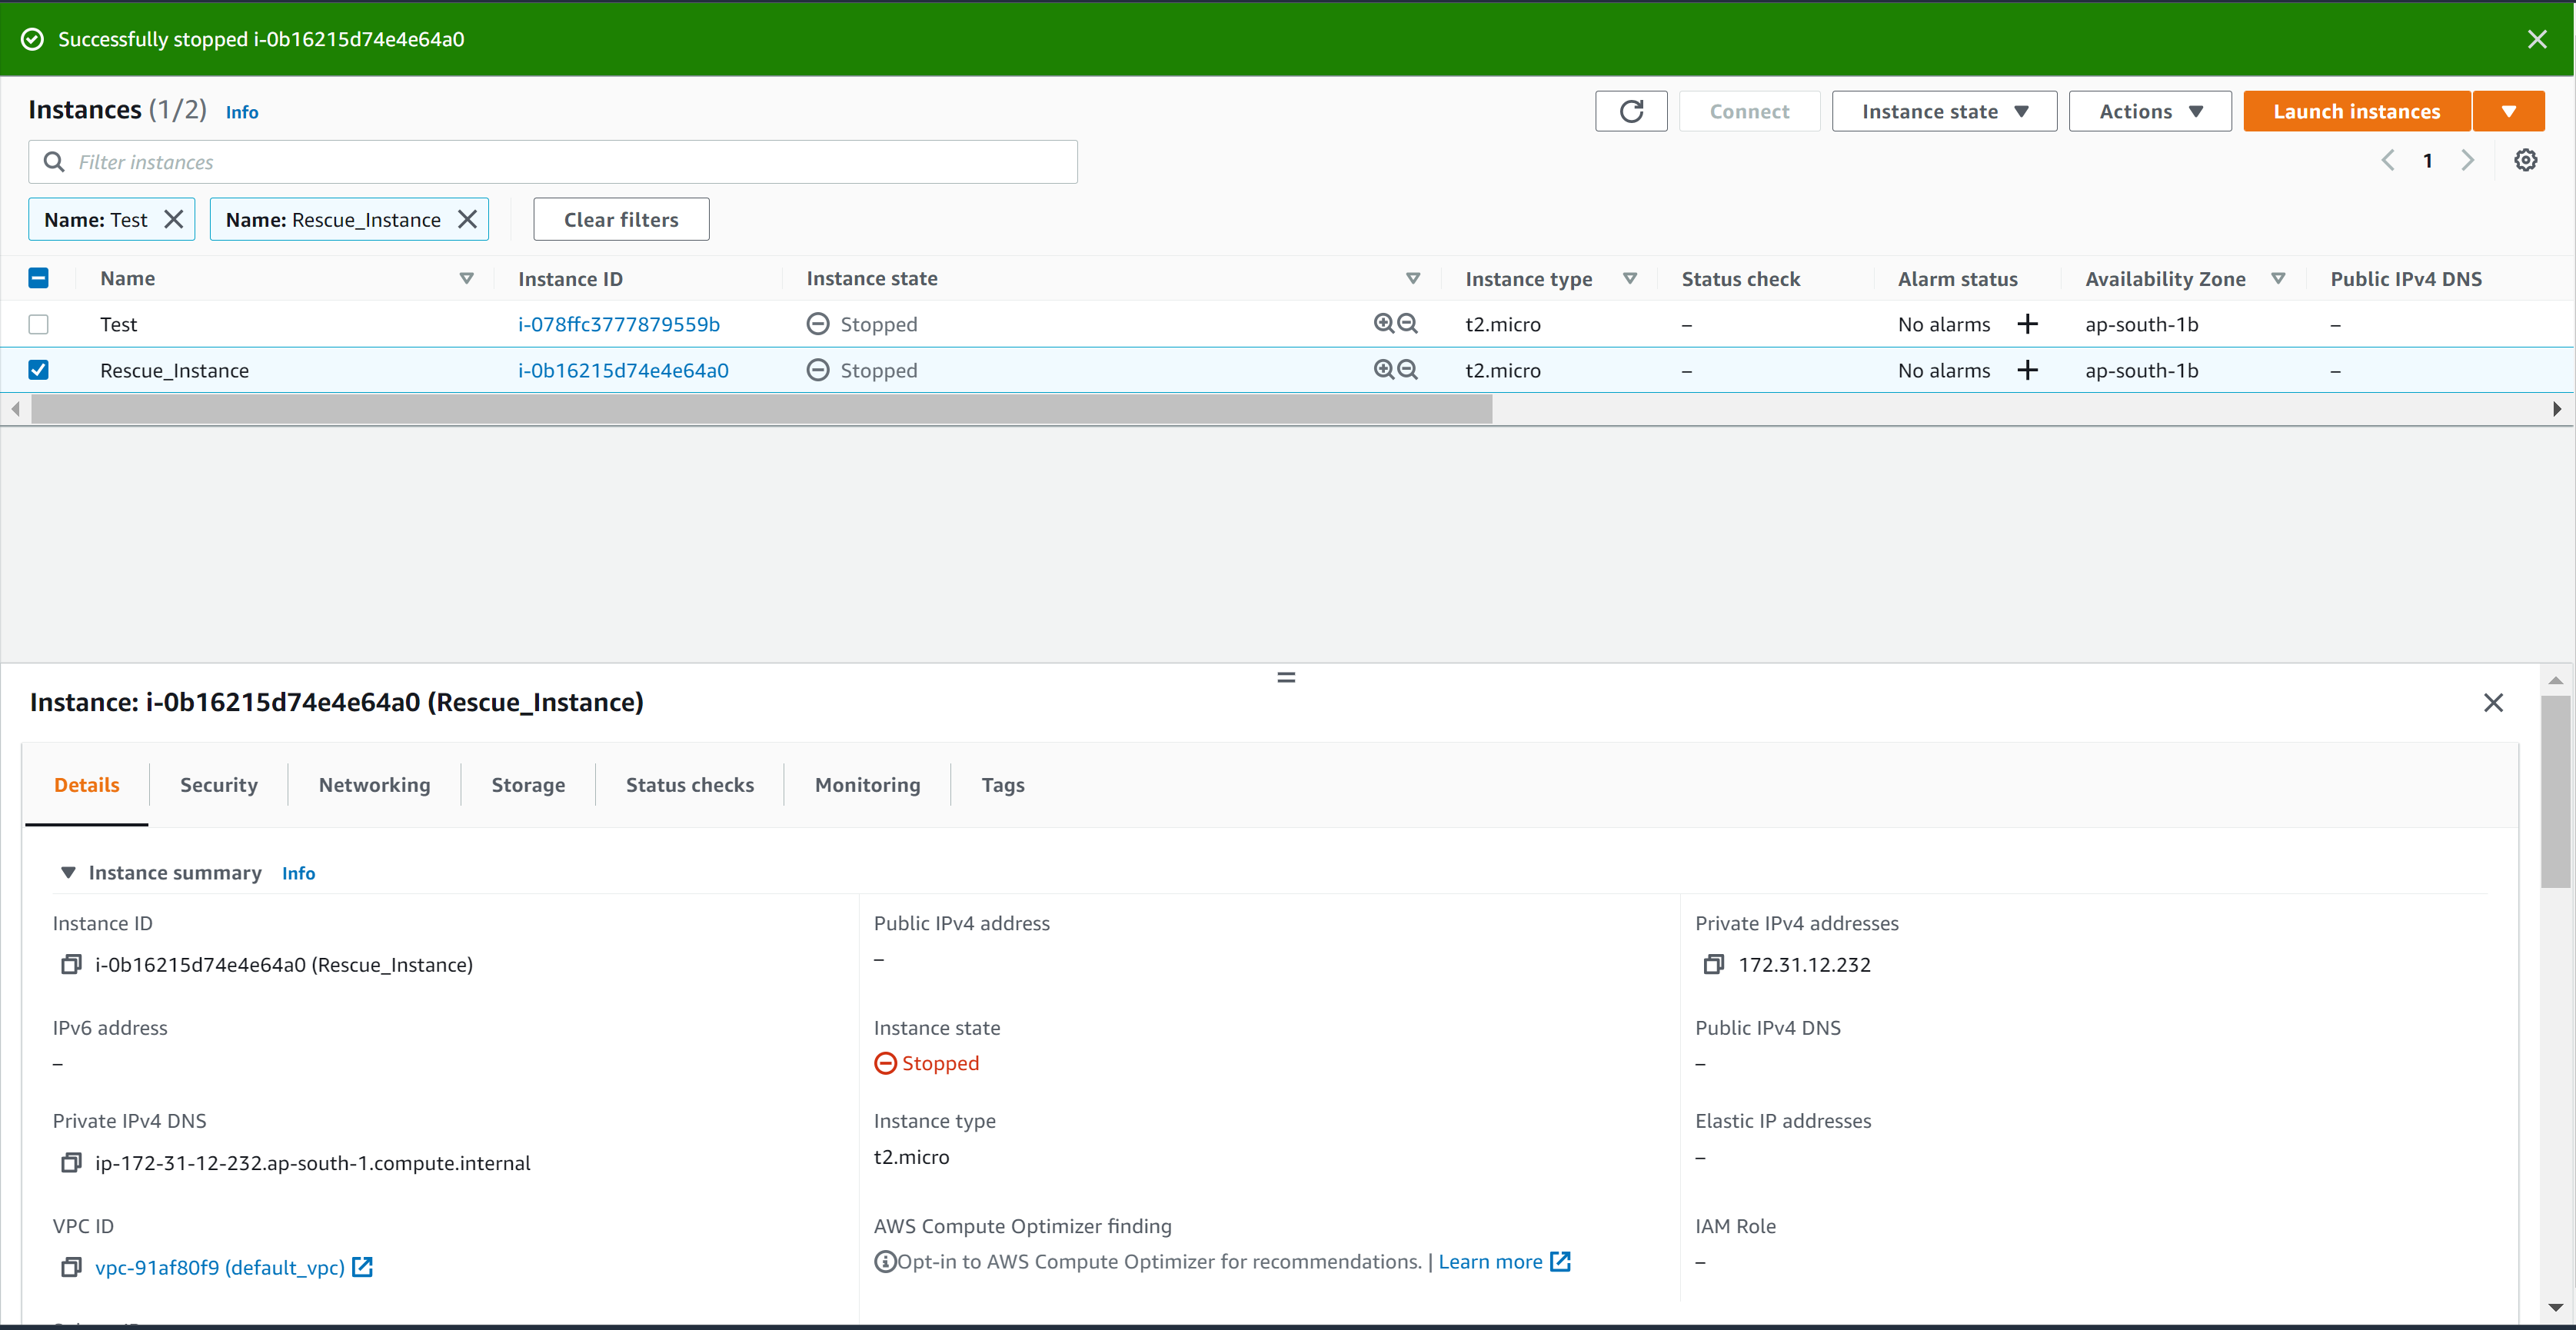 Successfully stopped i-0b16215d74e4e64a0
Instances (1/2) Info
Connect
Instance state
Actions
Launch instances
Filter instances
1
Name: Test
Name: Rescue_Instance
Clear filters
Name Instance ID Instance state Instance type Status check Alarm status Availability Zone Public IPv4 DNS
Test i-078ffc3777879559b Stopped t2.micro – No alarms + ap-south-1b –
Rescue_Instance i-0b16215d74e4e64a0 Stopped t2.micro – No alarms + ap-south-1b –
Instance: i-0b16215d74e4e64a0 (Rescue_Instance)
Details Security Networking Storage Status checks Monitoring Tags
Instance summary Info
Instance ID
i-0b16215d74e4e64a0 (Rescue_Instance)
Public IPv4 address
–
Private IPv4 addresses
172.31.12.232
IPv6 address
–
Instance state
Stopped
Public IPv4 DNS
–
Private IPv4 DNS
ip-172-31-12-232.ap-south-1.compute.internal
Instance type
t2.micro
Elastic IP addresses
–
VPC ID
vpc-91af80f9 (default_vpc)
AWS Compute Optimizer finding
Opt-in to AWS Compute Optimizer for recommendations. | Learn more
IAM Role
–